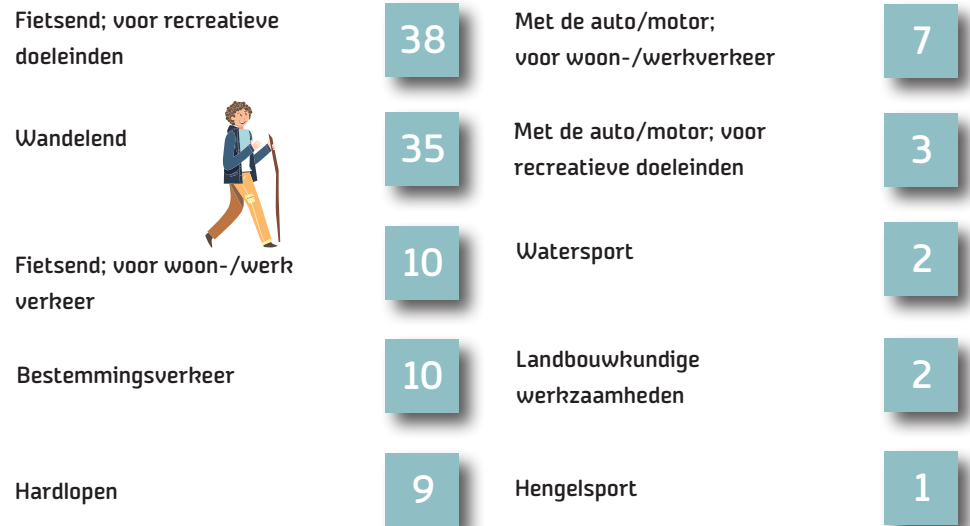 Fietsend; voor recreatieve
doeleinden
38
Wandelend
35
Fietsend; voor woon-/werk
verkeer
10
Bestemmingsverkeer
10
Hardlopen
9
Met de auto/motor;
voor woon-/werkverkeer
7
Met de auto/motor; voor
recreatieve doeleinden
3
Watersport
2
Landbouwkundige
werkzaamheden
2
Hengelsport
1